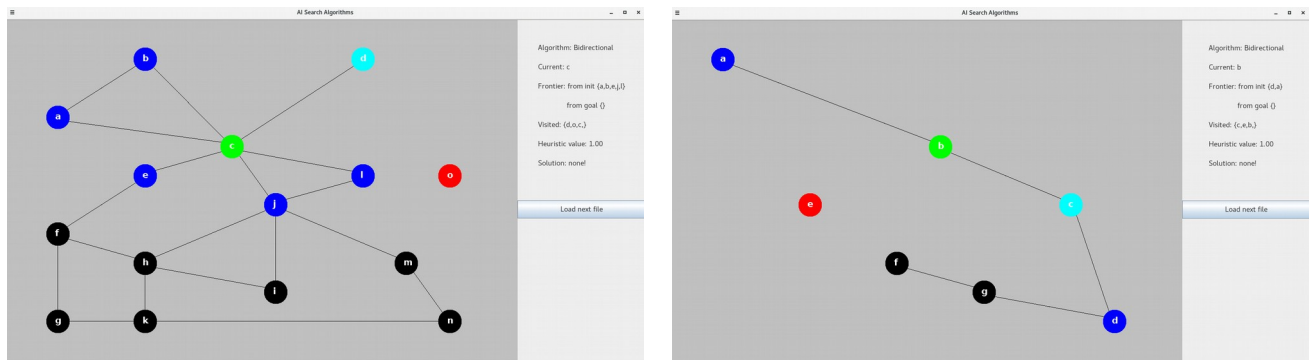 AI Search Algorithms
b
d
a
c
e
l
o
j
f
h
m
i
g
k
n
Algorithm: Bidirectional
Current: c
Frontier: from init {a,b,e,j,l}
from goal {}
Visited: {d,o,c,}
Heuristic value: 1.00
Solution: none!
Load next file
AI Search Algorithms
a
b
e
c
f
g
d
Algorithm: Bidirectional
Current: b
Frontier: from init {d,a}
from goal {}
Visited: {c,e,b,}
Heuristic value: 1.00
Solution: none!
Load next file